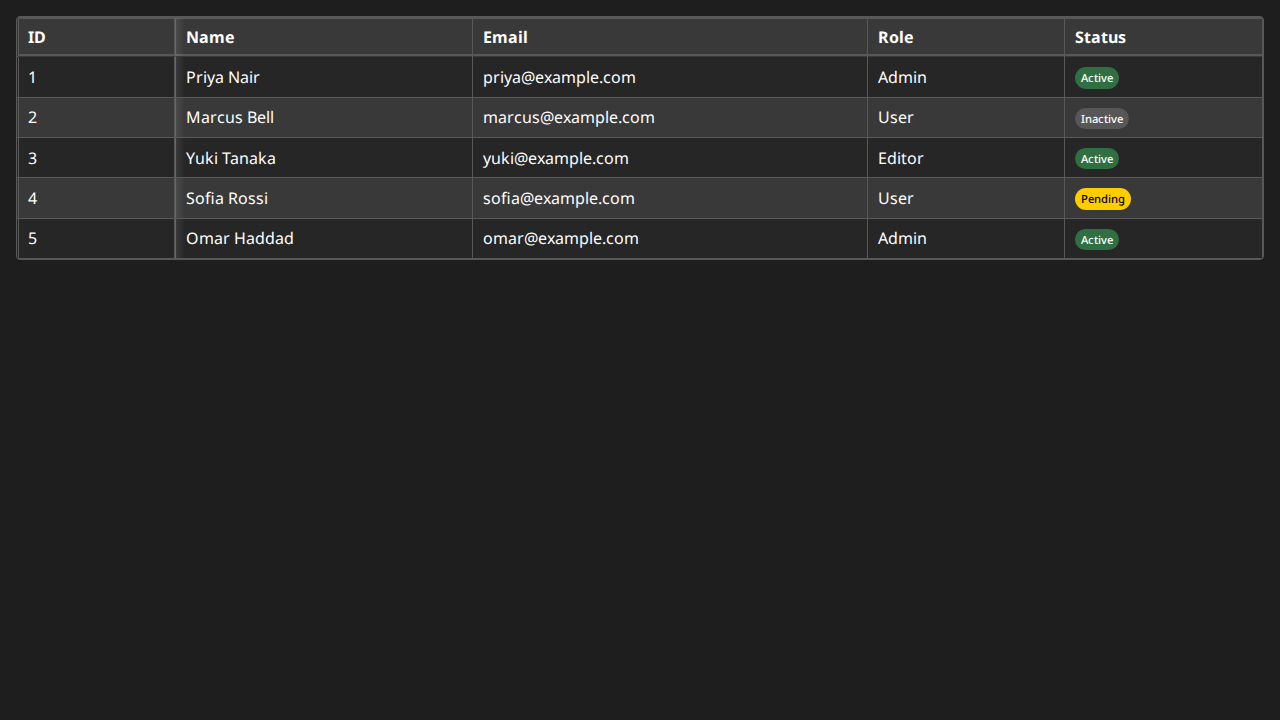 ID Name Email Role Status
1 Priya Nair priya@example.com Admin Active
2 Marcus Bell marcus@example.com User Inactive
3 Yuki Tanaka yuki@example.com Editor Active
4 Sofia Rossi sofia@example.com User Pending
5 Omar Haddad omar@example.com Admin Active